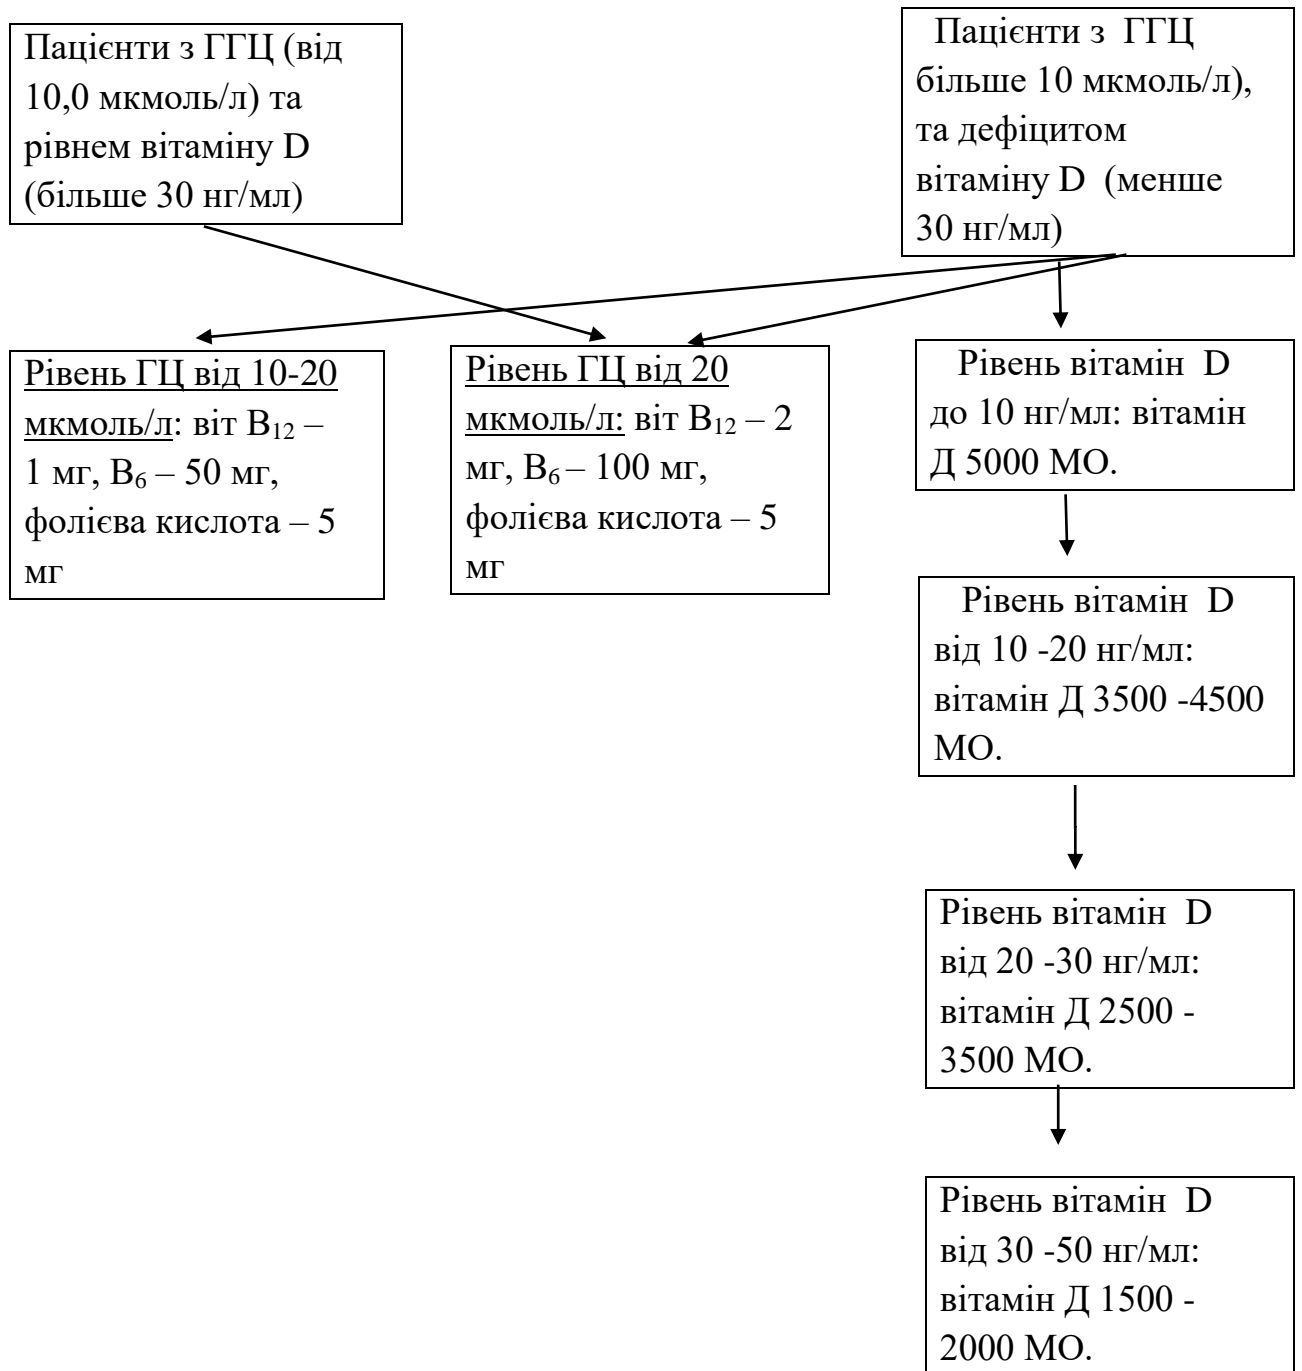 Пацієнти з ГГЦ (від
10,0 мкмоль/л) та
рівнем вітаміну D
(більше 30 нг/мл)
Пацієнти з ГГЦ
більше 10 мкмоль/л),
та дефіцитом
вітаміну D (менше
30 нг/мл)
Рівень ГЦ від 10-20
мкмоль/л: віт В₁₂ –
1 мг, В₆ – 50 мг,
фолієва кислота – 5
мг
Рівень ГЦ від 20
мкмоль/л: віт В₁₂ – 2
мг, В₆ – 100 мг,
фолієва кислота – 5
мг
Рівень вітамін D
до 10 нг/мл: вітамін
Д 5000 МО.
Рівень вітамін D
від 10 -20 нг/мл:
вітамін Д 3500 -4500
МО.
Рівень вітамін D
від 20 -30 нг/мл:
вітамін Д 2500 -
3500 МО.
Рівень вітамін D
від 30 -50 нг/мл:
вітамін Д 1500 -
2000 МО.